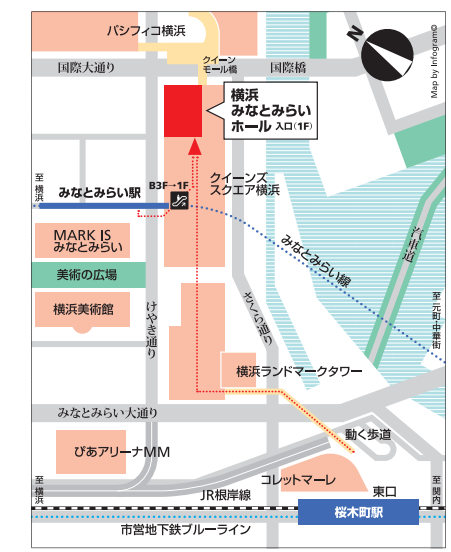 パシフィコ横浜
N
Map by Infogram©
国際大通り
クイーン
モール橋
国際橋
横浜
みなとみらい
ホール 入口(1F)
至
横
浜
みなとみらい駅
B3F→1F
クイーンズ
スクエア横浜
MARK IS
みなとみらい
みなとみらい線
汽車道
美術の広場
横浜美術館
けやき通り
さくら通り
至
元
町
・
中
華
街
横浜ランドマークタワー
みなとみらい大通り
動く歩道
ぴあアリーナMM
コレットマーレ
東口
至
横
浜
JR根岸線
桜木町駅
至
関
内
市営地下鉄ブルーライン